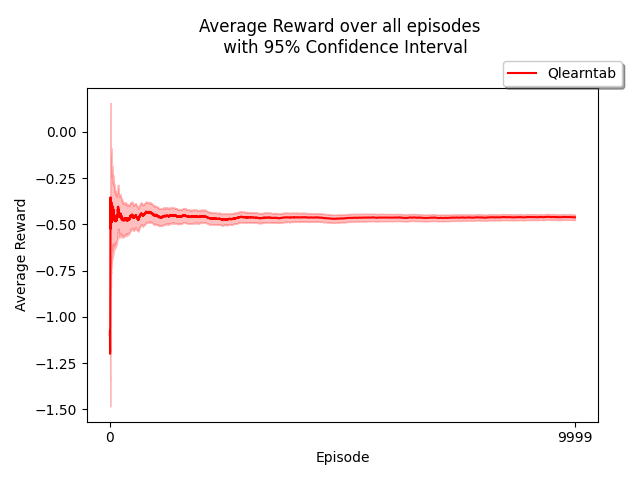 Average Reward over all episodes
with 95% Confidence Interval
Qlearntab
0.00
−0.25
−0.50
−0.75
−1.00
−1.25
−1.50
Average Reward
0 9999
Episode